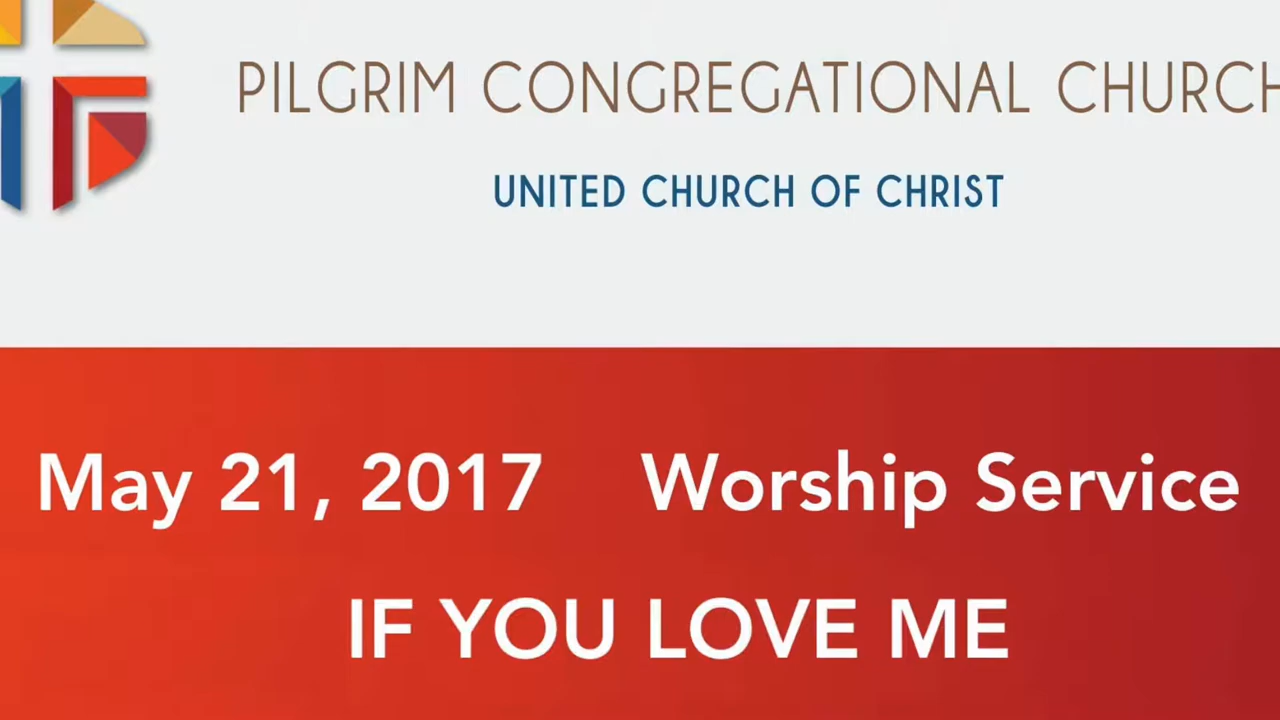 PILGRIM CONGREGATIONAL CHURCH
UNITED CHURCH OF CHRIST
May 21, 2017 Worship Service
IF YOU LOVE ME